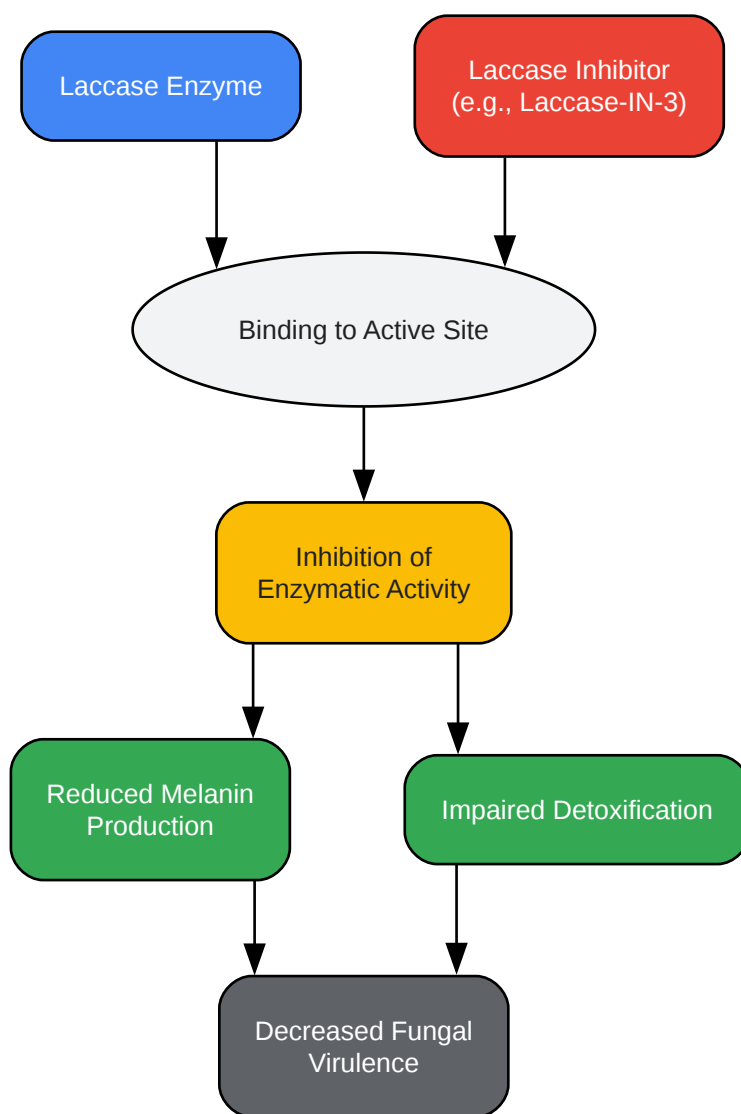 Laccase Enzyme
Laccase Inhibitor
(e.g., Laccase-IN-3)
Binding to Active Site
Inhibition of
Enzymatic Activity
Reduced Melanin
Production
Impaired Detoxification
Decreased Fungal
Virulence